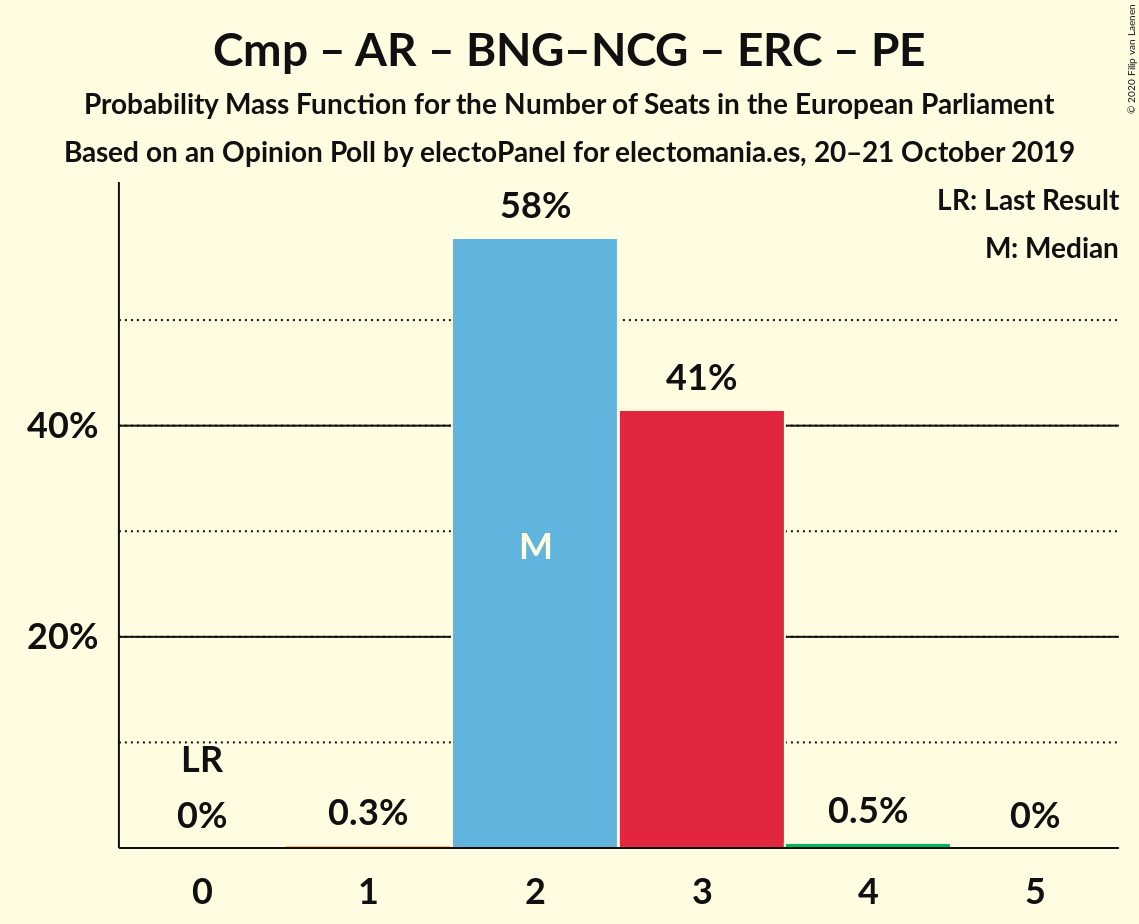 Cmp – AR – BNG–NCG – ERC – PE
Probability Mass Function for the Number of Seats in the European Parliament
Based on an Opinion Poll by electoPanel for electomania.es, 20–21 October 2019
© 2020 Filip van Laenen
LR: Last Result
M: Median
58%
41%
40%
M
20%
LR
0%
0.3%
0.5%
0%
0 1 2 3 4 5